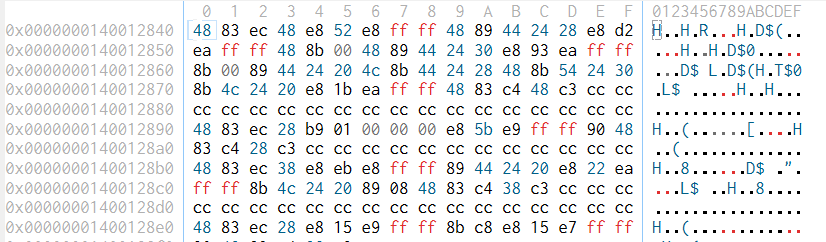 0 1 2 3 4 5 6 7 8 9 A B C D E F 0123456789ABCDEF
0x0000000140012840 48 83 ec 48 e8 52 e8 ff ff 48 89 44 24 28 e8 d2 H..H.R...H.D$(..
0x0000000140012850 ea ff ff 48 8b 00 48 89 44 24 30 e8 93 ea ff ff ...H..H.D$0.....
0x0000000140012860 8b 00 89 44 24 20 4c 8b 44 24 28 48 8b 54 24 30 ...D$ L.D$(H.T$0
0x0000000140012870 8b 4c 24 20 e8 1b ea ff ff 48 83 c4 48 c3 cc cc .L$ .....H..H...
0x0000000140012880 cc cc cc cc cc cc cc cc cc cc cc cc cc cc cc cc ................
0x0000000140012890 48 83 ec 28 b9 01 00 00 00 e8 5b e9 ff ff 90 48 H..(......[....H
0x00000001400128a0 83 c4 28 c3 cc cc cc cc cc cc cc cc cc cc cc cc ..(.............
0x00000001400128b0 48 83 ec 38 e8 eb e8 ff ff 89 44 24 20 e8 22 ea H..8......D$ .".
0x00000001400128c0 ff ff 8b 4c 24 20 89 08 48 83 c4 38 c3 cc cc cc ...L$ ..H..8....
0x00000001400128d0 cc cc cc cc cc cc cc cc cc cc cc cc cc cc cc cc ................
0x00000001400128e0 48 83 ec 28 e8 15 e9 ff ff 8b c8 e8 15 e7 ff ff H..(............